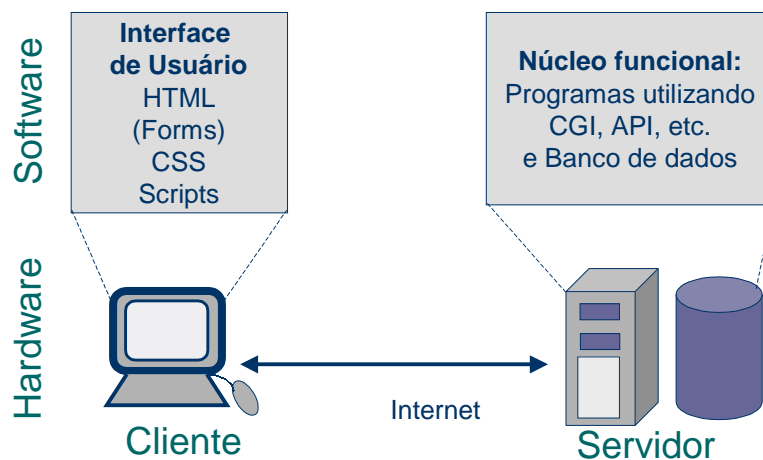 Software
Interface
de Usuário
HTML
(Forms)
CSS
Scripts
Núcleo funcional:
Programas utilizando
CGI, API, etc.
e Banco de dados
Hardware
Internet
Cliente
Servidor